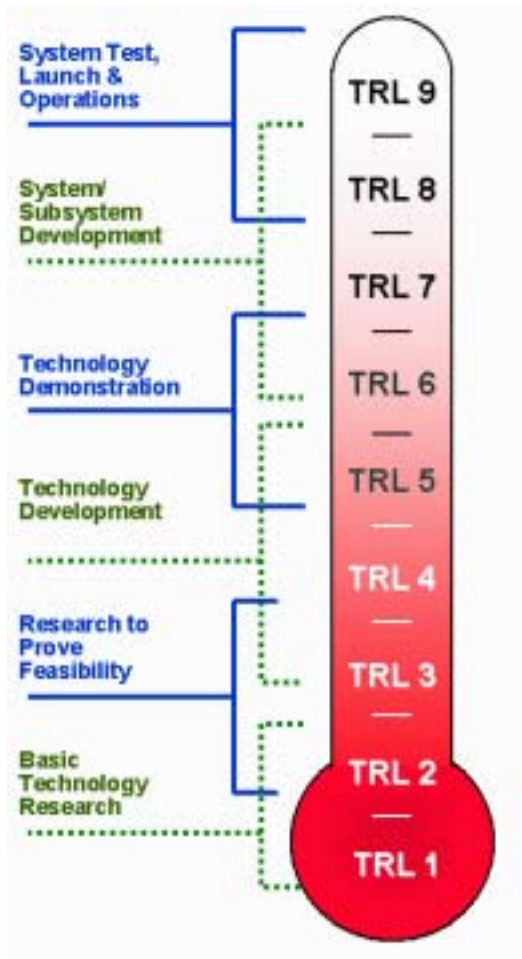 System Test,
Launch &
Operations
System/
Subsystem
Development
Technology
Demonstration
Technology
Development
Research to
Prove
Feasibility
Basic
Technology
Research
TRL 9
TRL 8
TRL 7
TRL 6
TRL 5
TRL 4
TRL 3
TRL 2
TRL 1